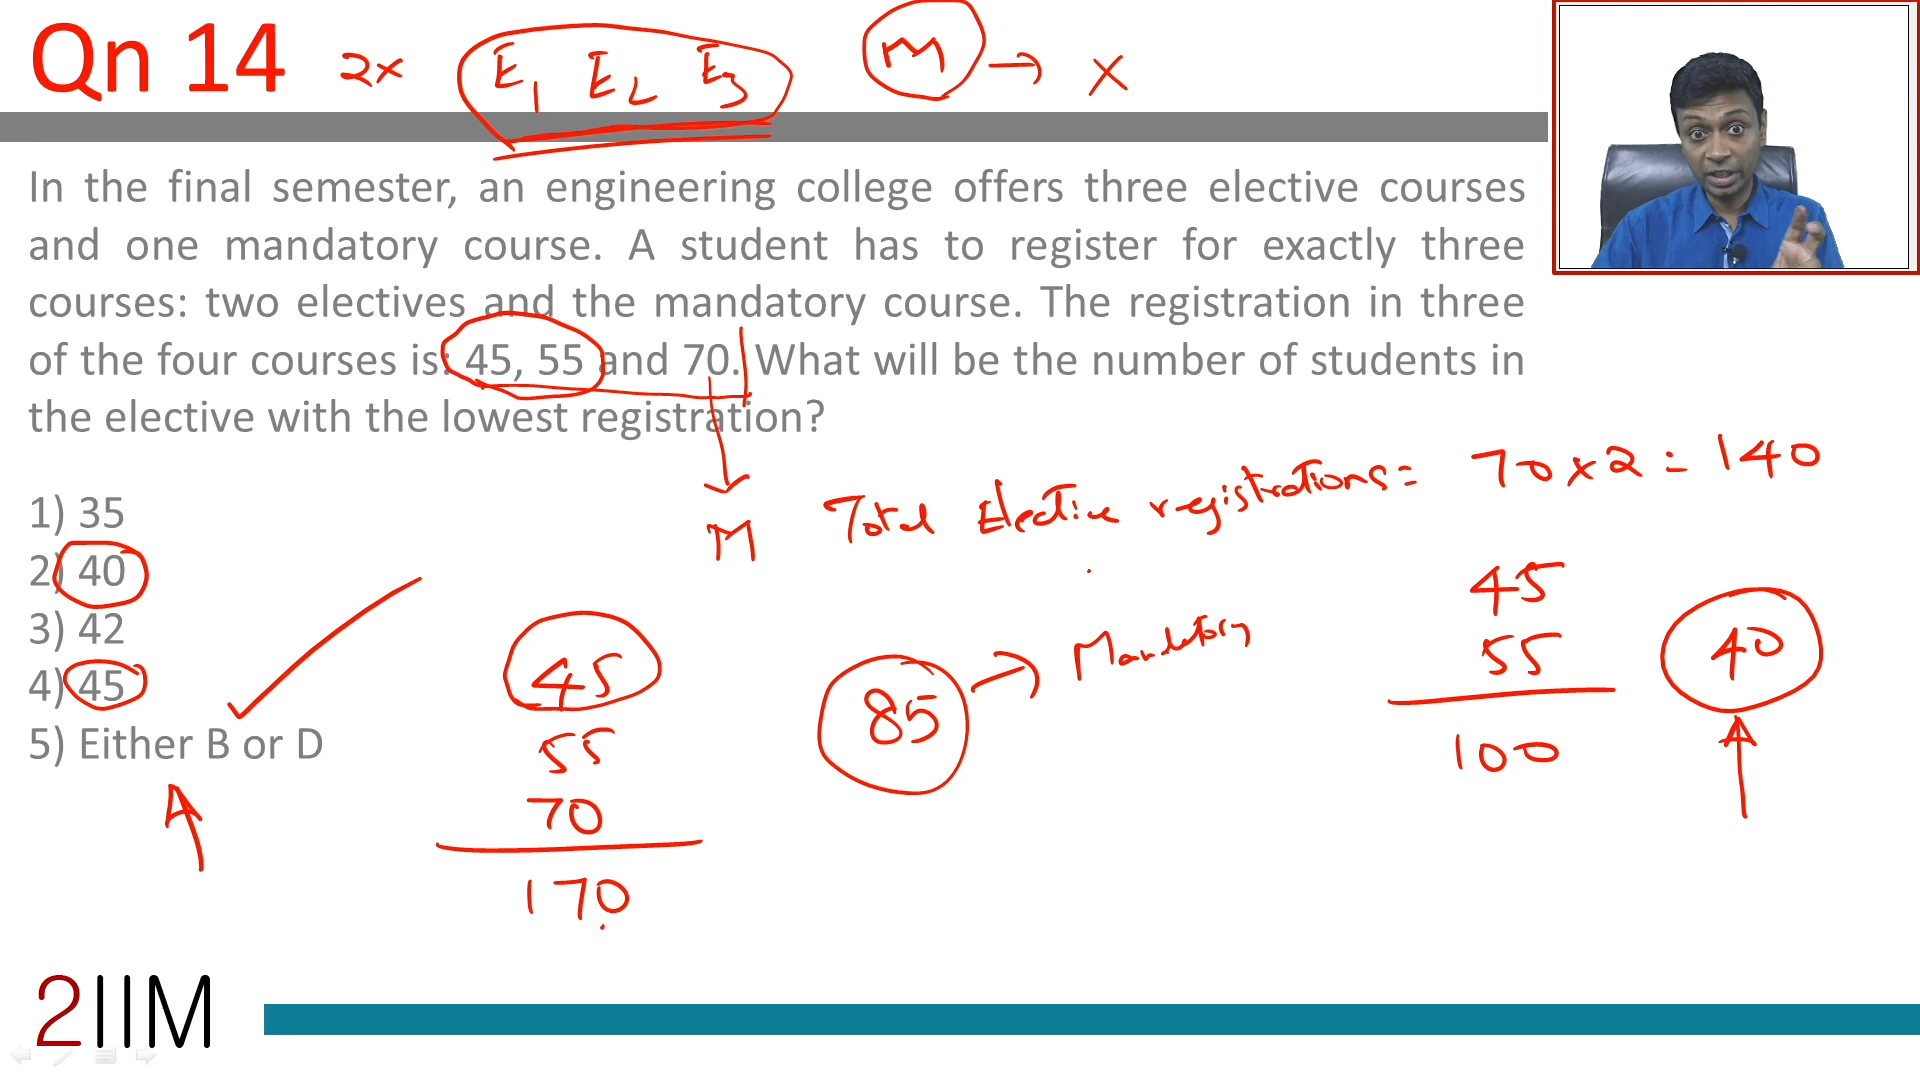 Qn 14 2x E1 E2 E3 M → x
In the final semester, an engineering college offers three elective courses
and one mandatory course. A student has to register for exactly three
courses: two electives and the mandatory course. The registration in three
of the four courses is: 45, 55 and 70. What will be the number of students in
the elective with the lowest registration?
M
Total Elective registrations = 70 x 2 = 140
1) 35
2) 40
3) 42
4) 45
5) Either B or D
45
55
70
170
85 → Mandatory
45
55
100
40
2IIM